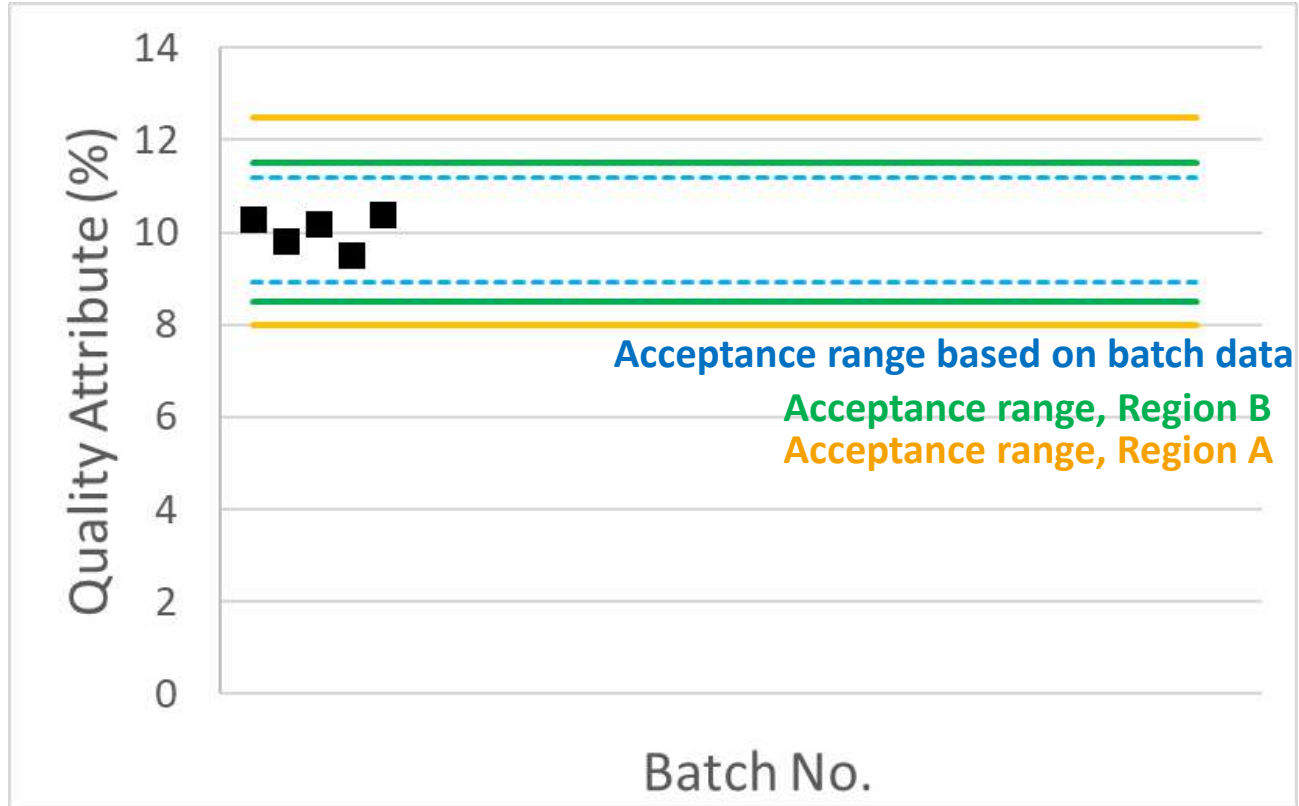 Quality Attribute (%)
14
12
10
8
6
4
2
0
Acceptance range based on batch data
Acceptance range, Region B
Acceptance range, Region A
Batch No.